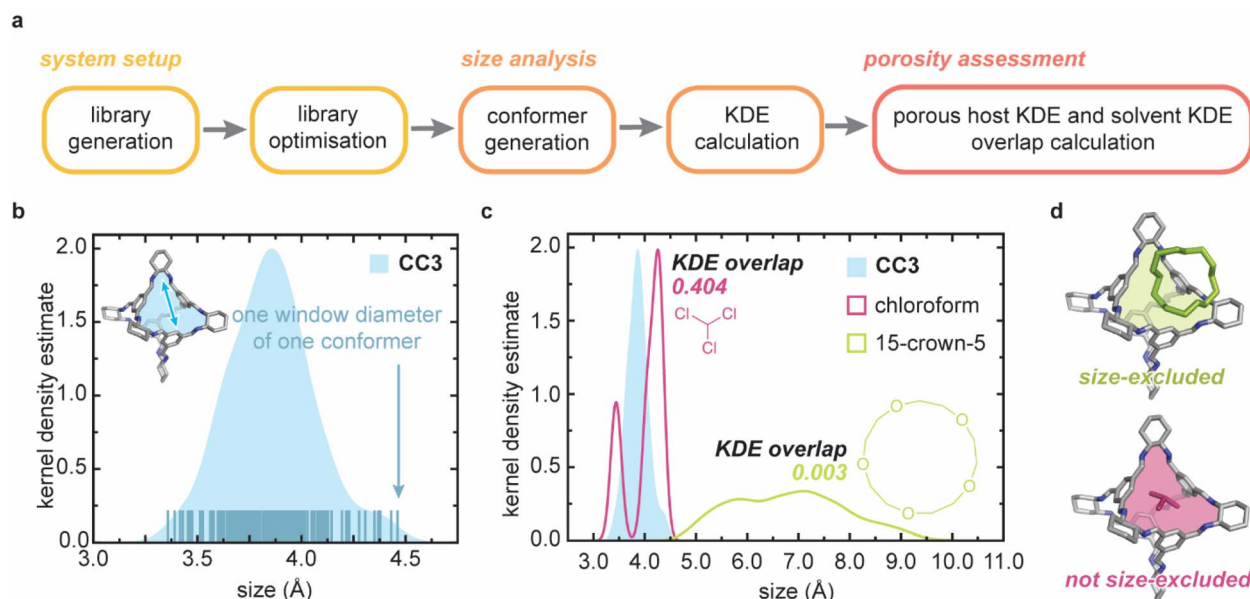 a
system setup
size analysis
porosity assessment
library
generation
library
optimisation
conformer
generation
KDE
calculation
porous host KDE and solvent KDE
overlap calculation
b
kernel density estimate
2.0
1.5
1.0
0.5
0.0
CC3
one window diameter
of one conformer
3.0 3.5 4.0 4.5
size (Å)
c
kernel density estimate
2.0
1.5
1.0
0.5
0.0
KDE overlap
0.404
Cl Cl
Cl
CC3
chloroform
15-crown-5
KDE overlap
0.003
O O
O O
O
3.0 4.0 5.0 6.0 7.0 8.0 9.0 10.0 11.0
size (Å)
d
size-excluded
not size-excluded